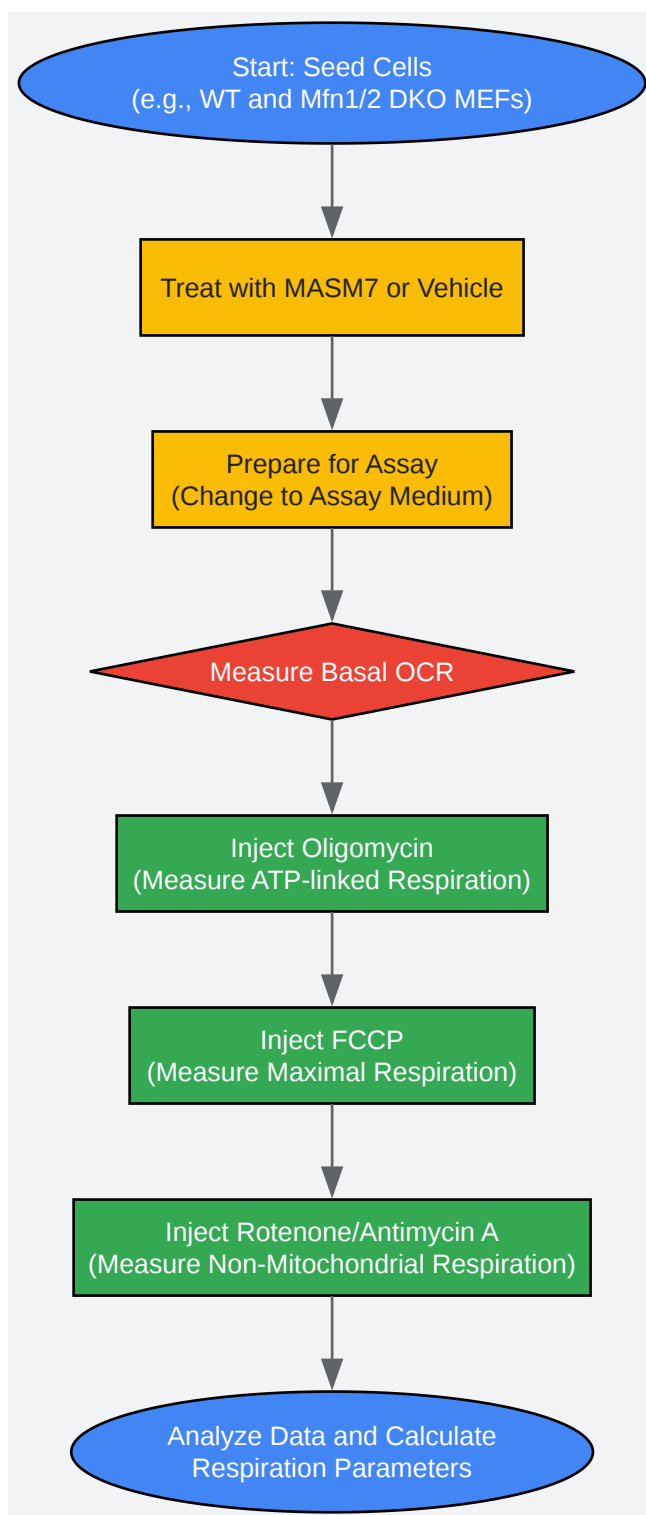 Start: Seed Cells
(e.g., WT and Mfn1/2 DKO MEFs)
Treat with MASM7 or Vehicle
Prepare for Assay
(Change to Assay Medium)
Measure Basal OCR
Inject Oligomycin
(Measure ATP-linked Respiration)
Inject FCCP
(Measure Maximal Respiration)
Inject Rotenone/Antimycin A
(Measure Non-Mitochondrial Respiration)
Analyze Data and Calculate
Respiration Parameters